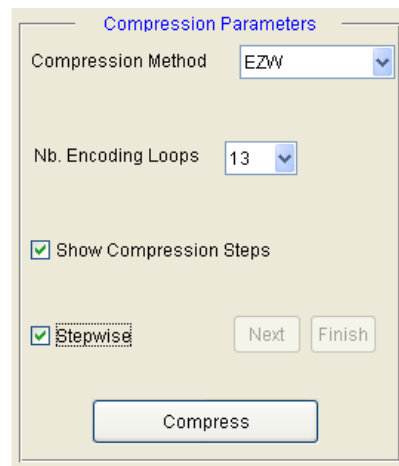 Compression Parameters
Compression Method EZW
Nb. Encoding Loops 13
Show Compression Steps
Stepwise Next Finish
Compress